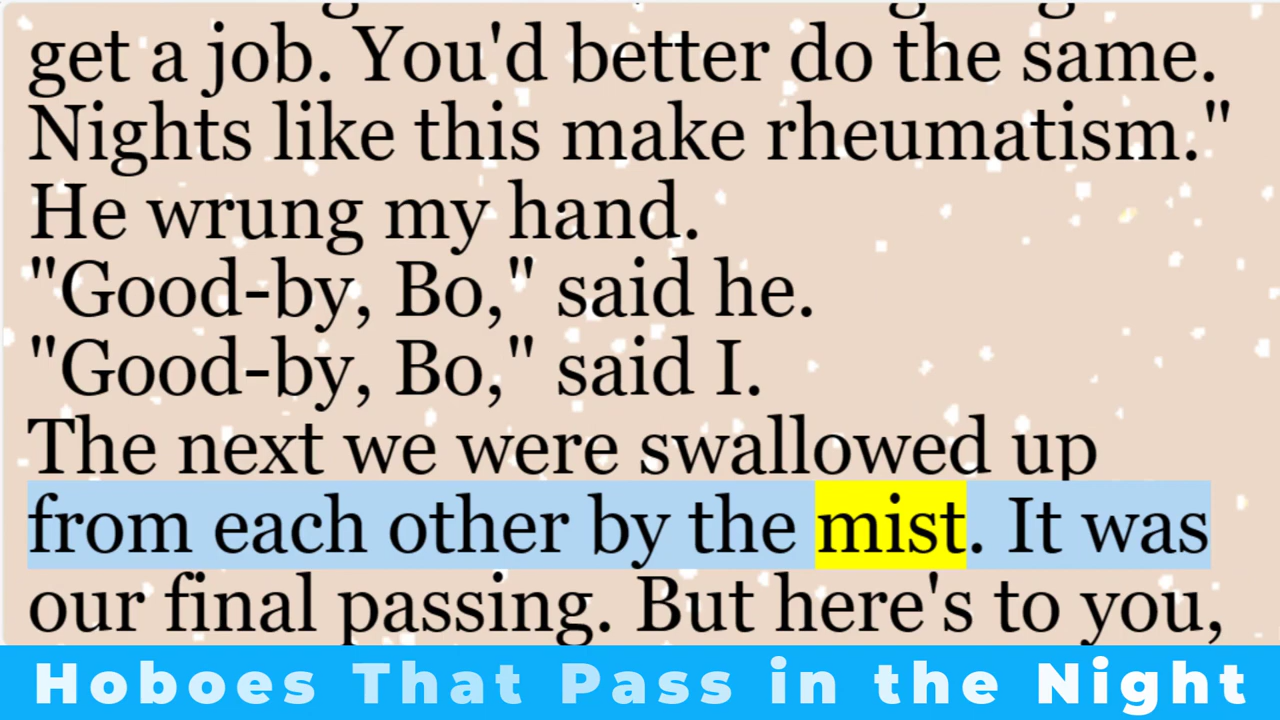 get a job. You'd better do the same.
Nights like this make rheumatism."
He wrung my hand.
"Good-by, Bo," said he.
"Good-by, Bo," said I.
The next we were swallowed up
from each other by the mist. It was
our final passing. But here's to you,
Hoboes That Pass in the Night